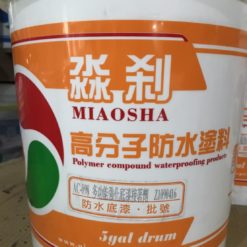 淼刹
MIAOSHA
高分子防水塗料
Polymer compound waterproofing products
防水底漆·批號
5gal drum